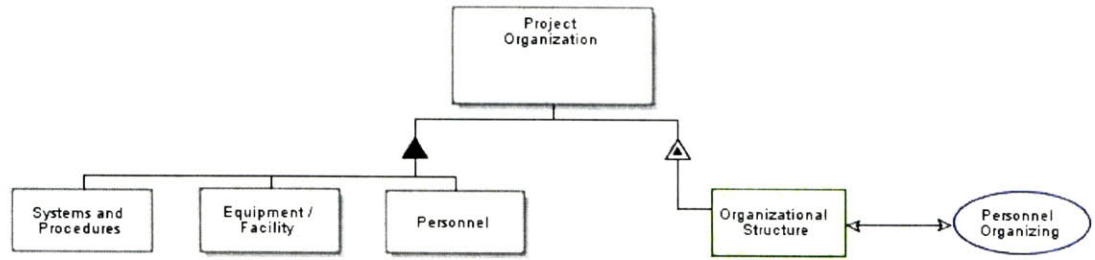 Project
Organization
Systems and
Procedures
Equipment /
Facility
Personnel
Organizational
Structure
Personnel
Organizing